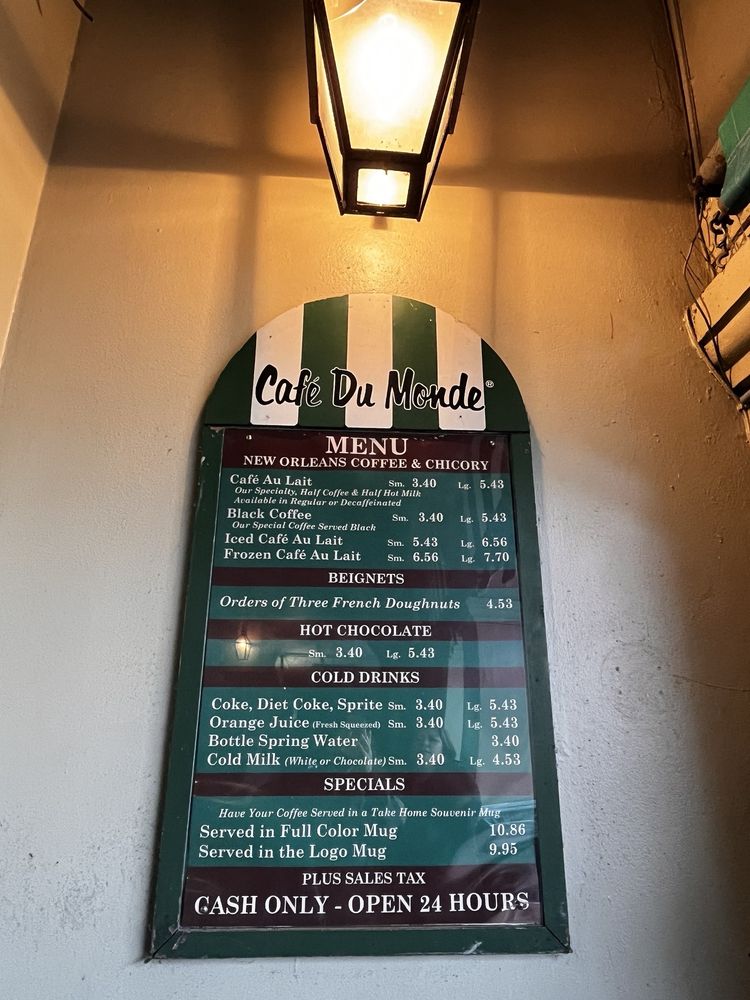 Café Du Monde®
MENU
NEW ORLEANS COFFEE & CHICORY
Café Au Lait Sm. 3.40 Lg. 5.43
Our Specialty, Half Coffee & Half Hot Milk
Available in Regular or Decaffeinated
Black Coffee Sm. 3.40 Lg. 5.43
Our Special Coffee Served Black
Iced Café Au Lait Sm. 5.43 Lg. 6.56
Frozen Café Au Lait Sm. 6.56 Lg. 7.70
BEIGNETS
Orders of Three French Doughnuts 4.53
HOT CHOCOLATE
Sm. 3.40 Lg. 5.43
COLD DRINKS
Coke, Diet Coke, Sprite Sm. 3.40 Lg. 5.43
Orange Juice (Fresh Squeezed) Sm. 3.40 Lg. 5.43
Bottle Spring Water 3.40
Cold Milk (White or Chocolate) Sm. 3.40 Lg. 4.53
SPECIALS
Have Your Coffee Served in a Take Home Souvenir Mug
Served in Full Color Mug 10.86
Served in the Logo Mug 9.95
PLUS SALES TAX
CASH ONLY - OPEN 24 HOURS